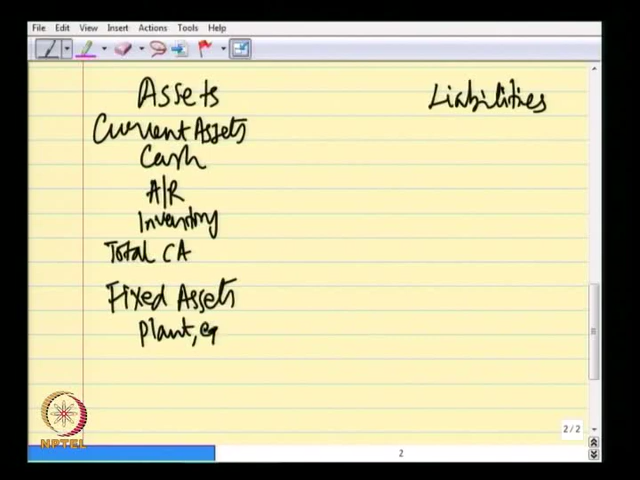 File Edit View Insert Actions Tools Help
Assets Liabilities
Current Assets
Cash
A/R
Inventory
Total CA
Fixed Assets
Plant, eq
NPTEL
2/2
2